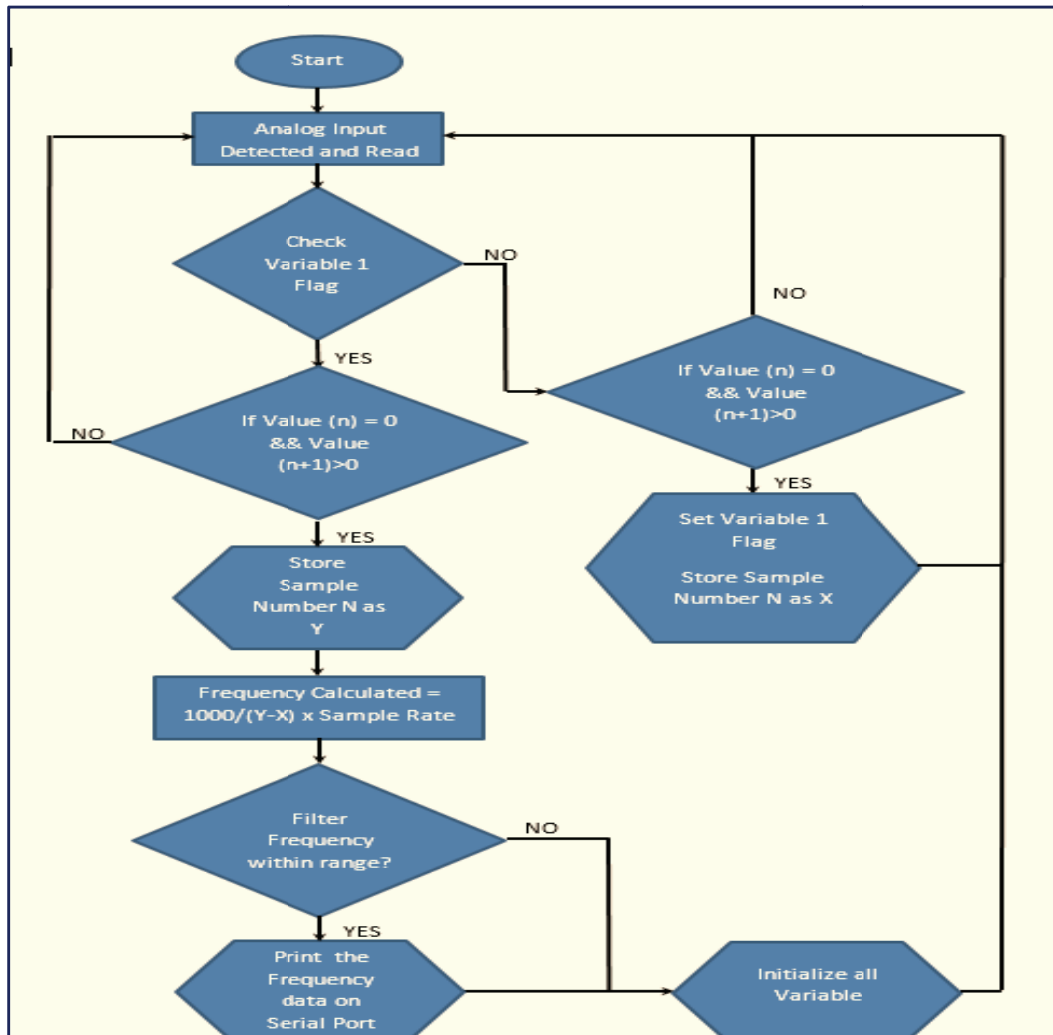 Start
Analog Input
Detected and Read
Check
Variable 1
Flag
NO
YES
NO
If Value (n) = 0
&& Value
(n+1)>0
If Value (n) = 0
&& Value
(n+1)>0
NO
YES
YES
Set Variable 1
Flag
Store Sample
Number N as X
Store
Sample
Number N as
Y
Frequency Calculated =
1000/(Y-X) x Sample Rate
Filter
Frequency
within range?
NO
YES
Print the
Frequency
data on
Serial Port
Initialize all
Variable